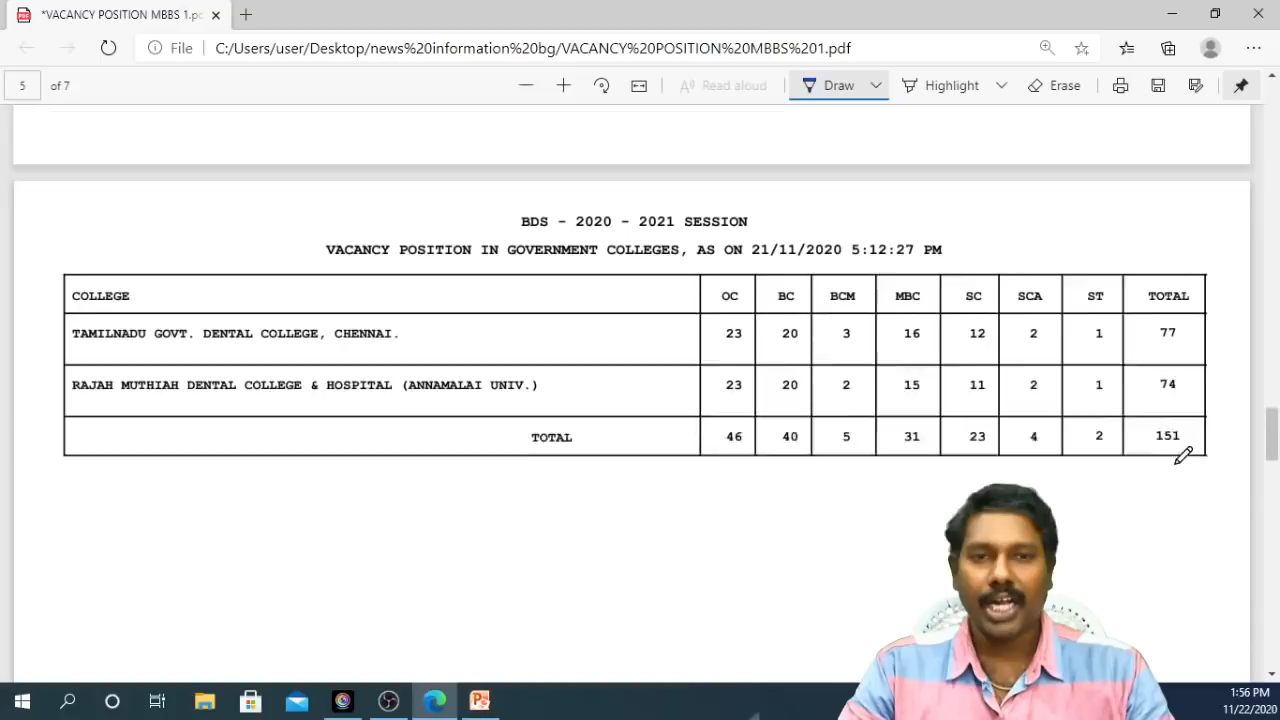 *VACANCY POSITION MBBS 1.p
File
C:/Users/user/Desktop/news%20information%20bg/VACANCY%20POSITION%20MBBS%201.pdf
5 of 7
Read aloud
Draw
Highlight
Erase
BDS - 2020 - 2021 SESSION
VACANCY POSITION IN GOVERNMENT COLLEGES, AS ON 21/11/2020 5:12:27 PM
COLLEGE OC BC BCM MBC SC SCA ST TOTAL
TAMILNADU GOVT. DENTAL COLLEGE, CHENNAI. 23 20 3 16 12 2 1 77
RAJAH MUTHIAH DENTAL COLLEGE & HOSPITAL (ANNAMALAI UNIV.) 23 20 2 15 11 2 1 74
TOTAL 46 40 5 31 23 4 2 151
1:56 PM
11/22/2020